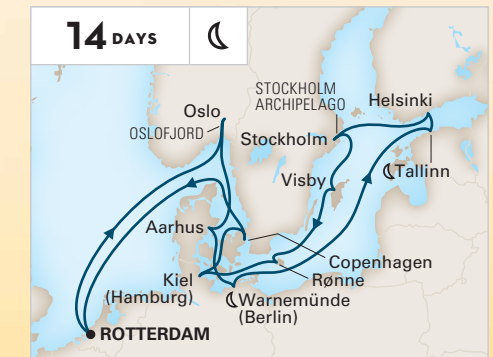 14 DAYS
STOCKHOLM
ARCHIPELAGO
Helsinki
Oslo
OSLOFJORD
Stockholm
Tallinn
Visby
Aarhus
Copenhagen
Kiel
(Hamburg)
Rønne
Warnemünde
(Berlin)
ROTTERDAM